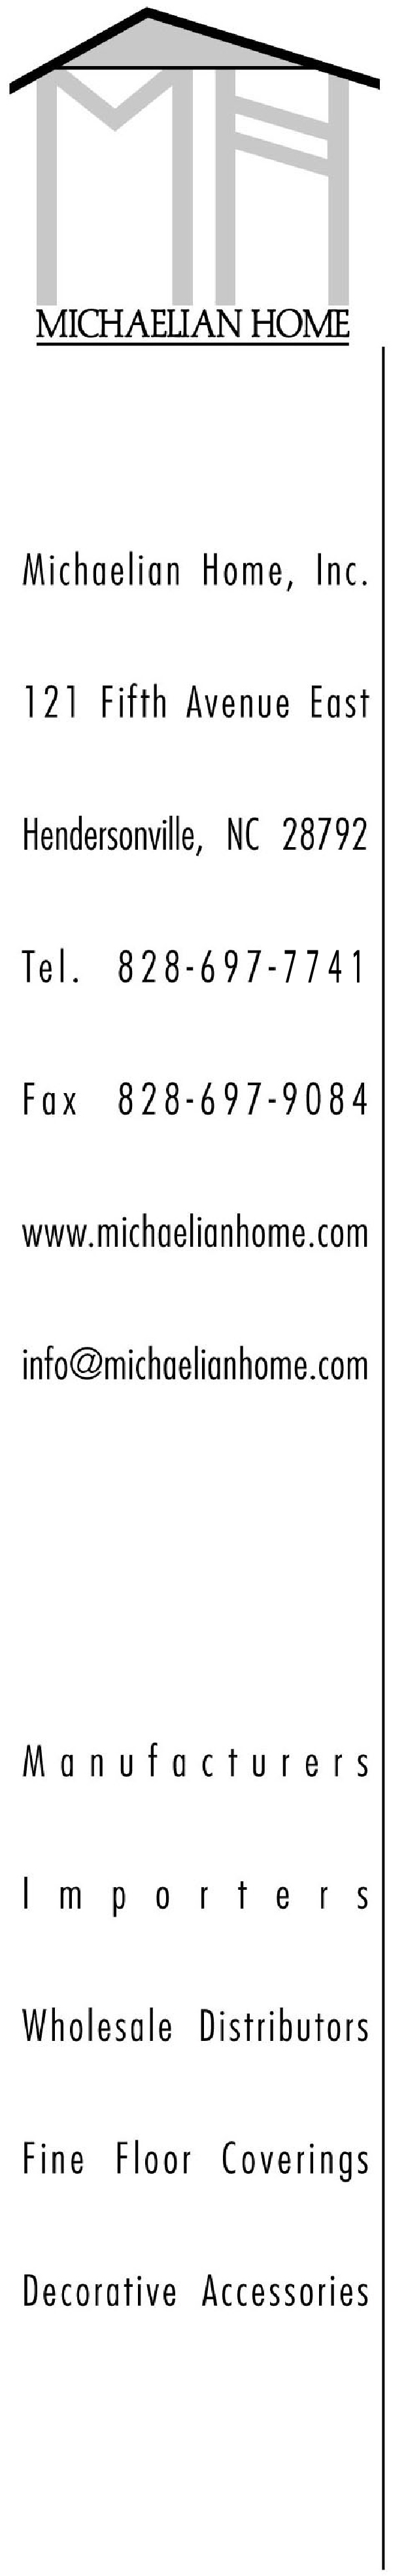 MH
MICHAELIAN HOME
Michaelian Home, Inc.
121 Fifth Avenue East
Hendersonville, NC 28792
Tel. 828-697-7741
Fax 828-697-9084
www.michaelianhome.com
info@michaelianhome.com
Manufacturers
Importers
Wholesale Distributors
Fine Floor Coverings
Decorative Accessories